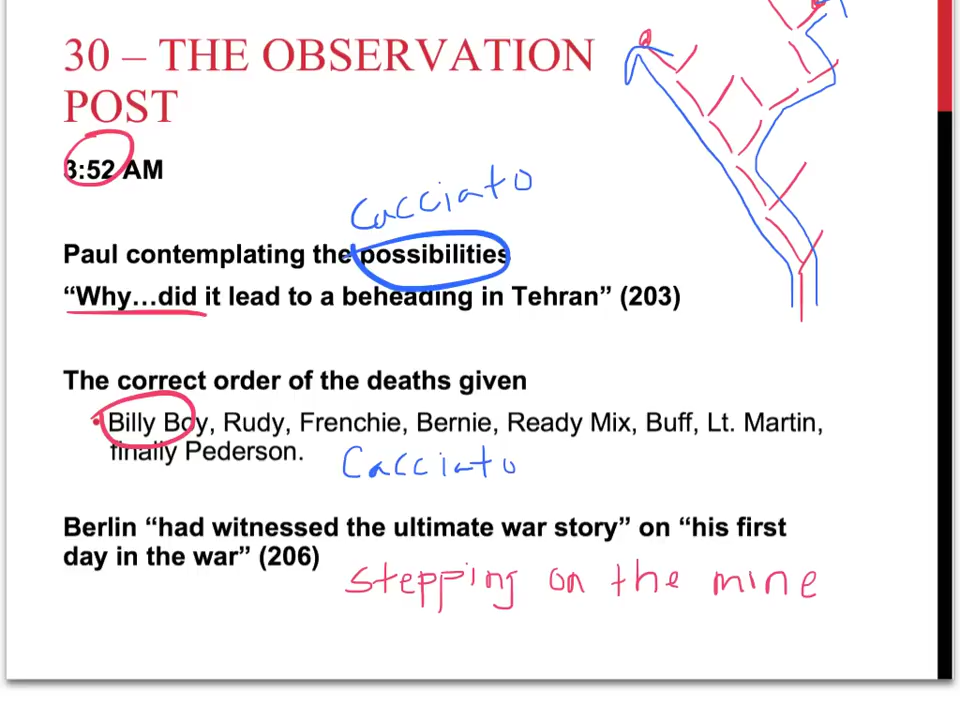 30 – THE OBSERVATION
POST
3:52 AM
Cacciato
Paul contemplating the possibilities
“Why…did it lead to a beheading in Tehran” (203)
The correct order of the deaths given
• Billy Boy, Rudy, Frenchie, Bernie, Ready Mix, Buff, Lt. Martin,
finally Pederson.
Cacciato
Berlin “had witnessed the ultimate war story” on “his first
day in the war” (206)
stepping on the mine